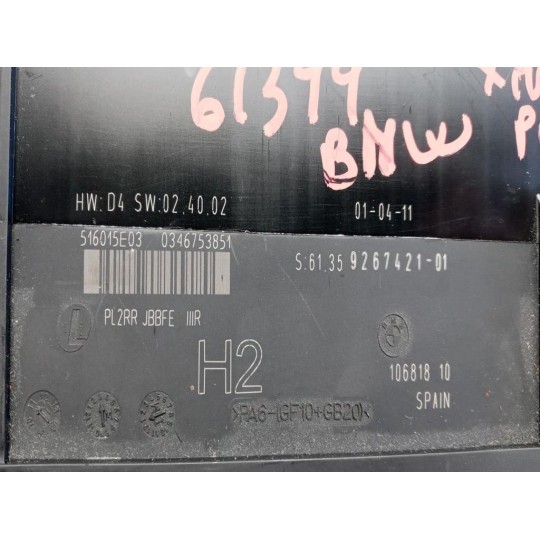 61344
BMW
HW: D4 SW:02.40.02
01-04-11
516015E03 0346753851
S:61.35 9267421-01
PL2RR JBBFE IIIR
L
H2
106818 10
SPAIN
>PA6-(GF10+GB20)<